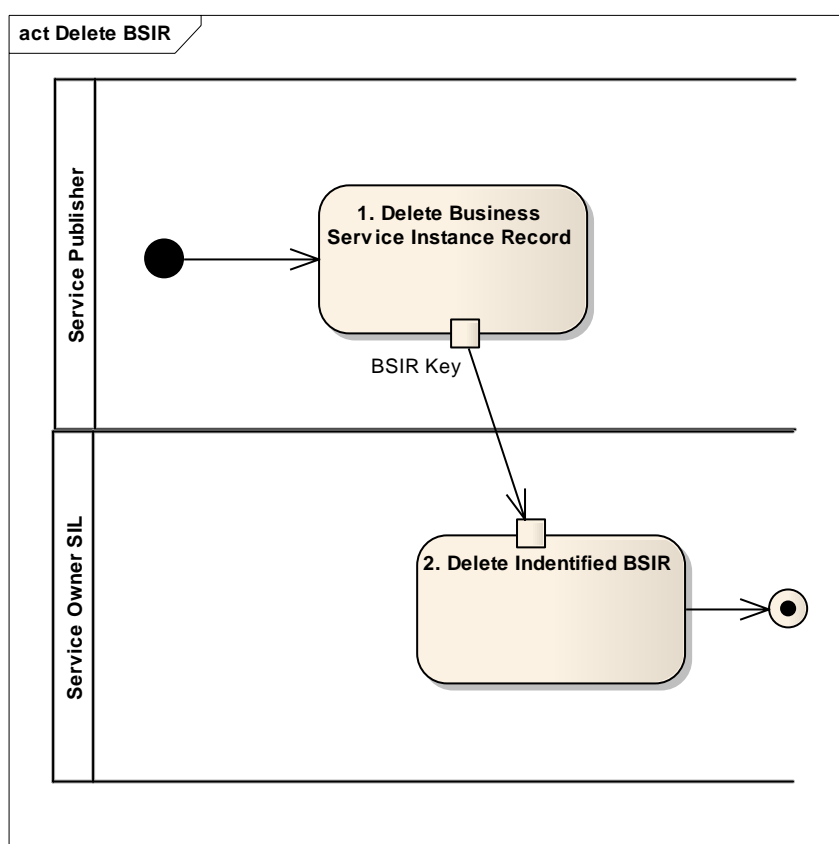 act Delete BSIR
Service Publisher
1. Delete Business
Service Instance Record
BSIR Key
Service Owner SIL
2. Delete Indentified BSIR